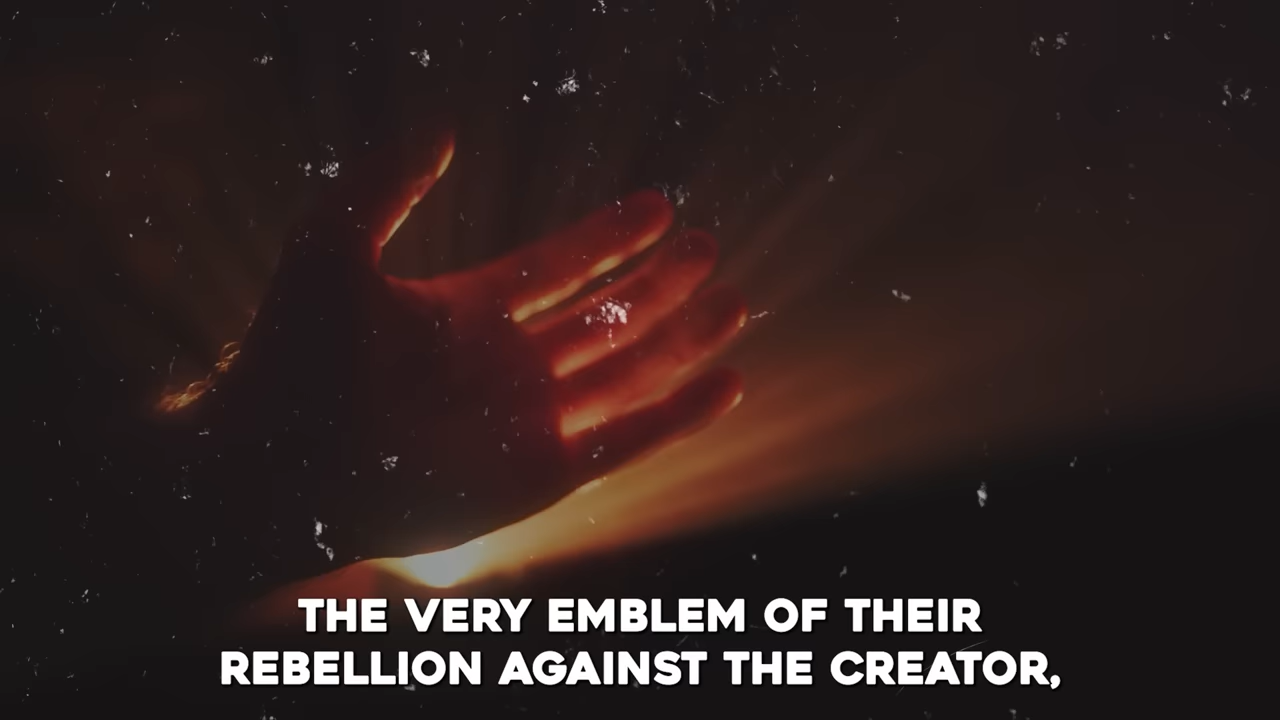 THE VERY EMBLEM OF THEIR
REBELLION AGAINST THE CREATOR,